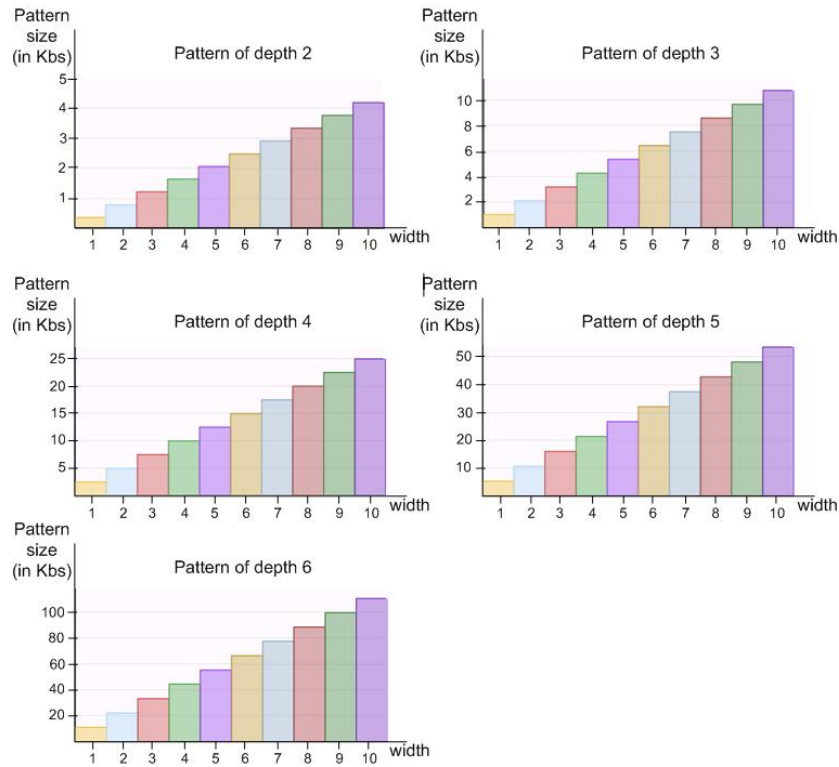 Pattern
size
(in Kbs)
Pattern of depth 2
5
4
3
2
1
1 2 3 4 5 6 7 8 9 10
width
Pattern
size
(in Kbs)
Pattern of depth 3
10
8
6
4
2
1 2 3 4 5 6 7 8 9 10
width
Pattern
size
(in Kbs)
Pattern of depth 4
25
20
15
10
5
1 2 3 4 5 6 7 8 9 10
width
Pattern
size
(in Kbs)
Pattern of depth 5
50
40
30
20
10
1 2 3 4 5 6 7 8 9 10
width
Pattern
size
(in Kbs)
Pattern of depth 6
100
80
60
40
20
1 2 3 4 5 6 7 8 9 10
width